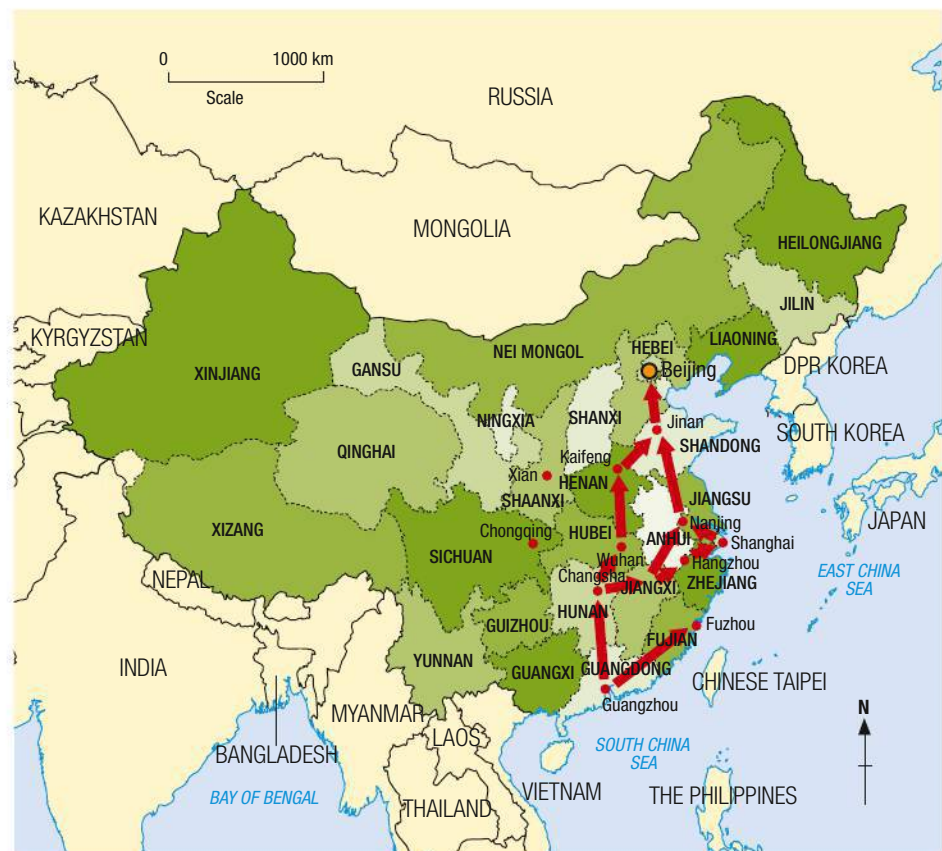 0 1000 km
Scale
RUSSIA
KAZAKHSTAN
MONGOLIA
HEILONGJIANG
JILIN
KYRGYZSTAN
NEI MONGOL
HEBEI
LIAONING
XINJIANG
GANSU
Beijing
DPR KOREA
NINGXIA
SHANXI
Jinan
SOUTH KOREA
QINGHAI
Kaifeng
SHANDONG
Xian
HENAN
SHAANXI
JIANGSU
XIZANG
Chongqing
HUBEI
Nanjing
JAPAN
SICHUAN
ANHUI
Shanghai
Wuhan
Hangzhou
NEPAL
Changsha
JIANGXI
ZHEJIANG
EAST CHINA
SEA
HUNAN
GUIZHOU
Fuzhou
FUJIAN
INDIA
YUNNAN
GUANGXI
GUANGDONG
CHINESE TAIPEI
Guangzhou
MYANMAR
N
LAOS
BANGLADESH
SOUTH CHINA
SEA
BAY OF BENGAL
VIETNAM
THE PHILIPPINES
THAILAND